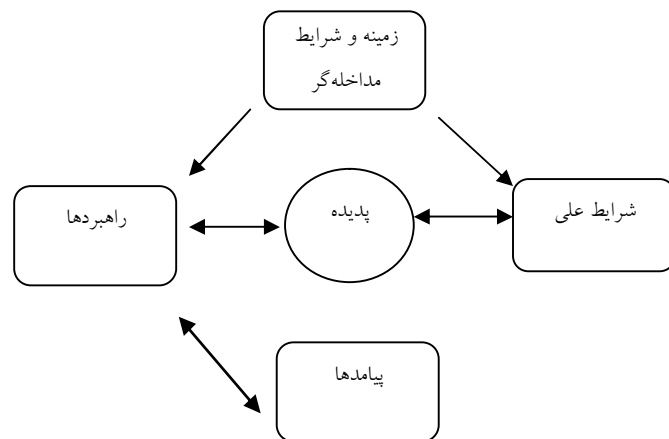 زمینه و شرایط
مداخله‌گر
شرایط علی
پدیده
راهبردها
پیامدها